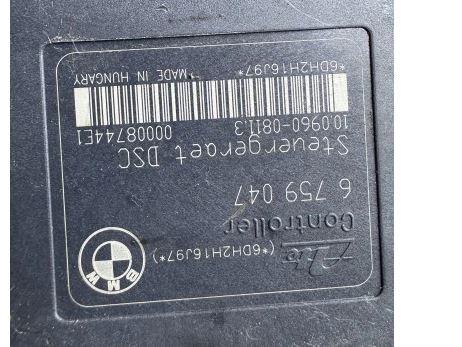 (*6DH2H16J97*)
BMW
Ate
Controller
6 759 047
Steuergeraet DSC
10.0960-0811.3 00008744E1
*6DH2H16J97* MADE IN HUNGARY